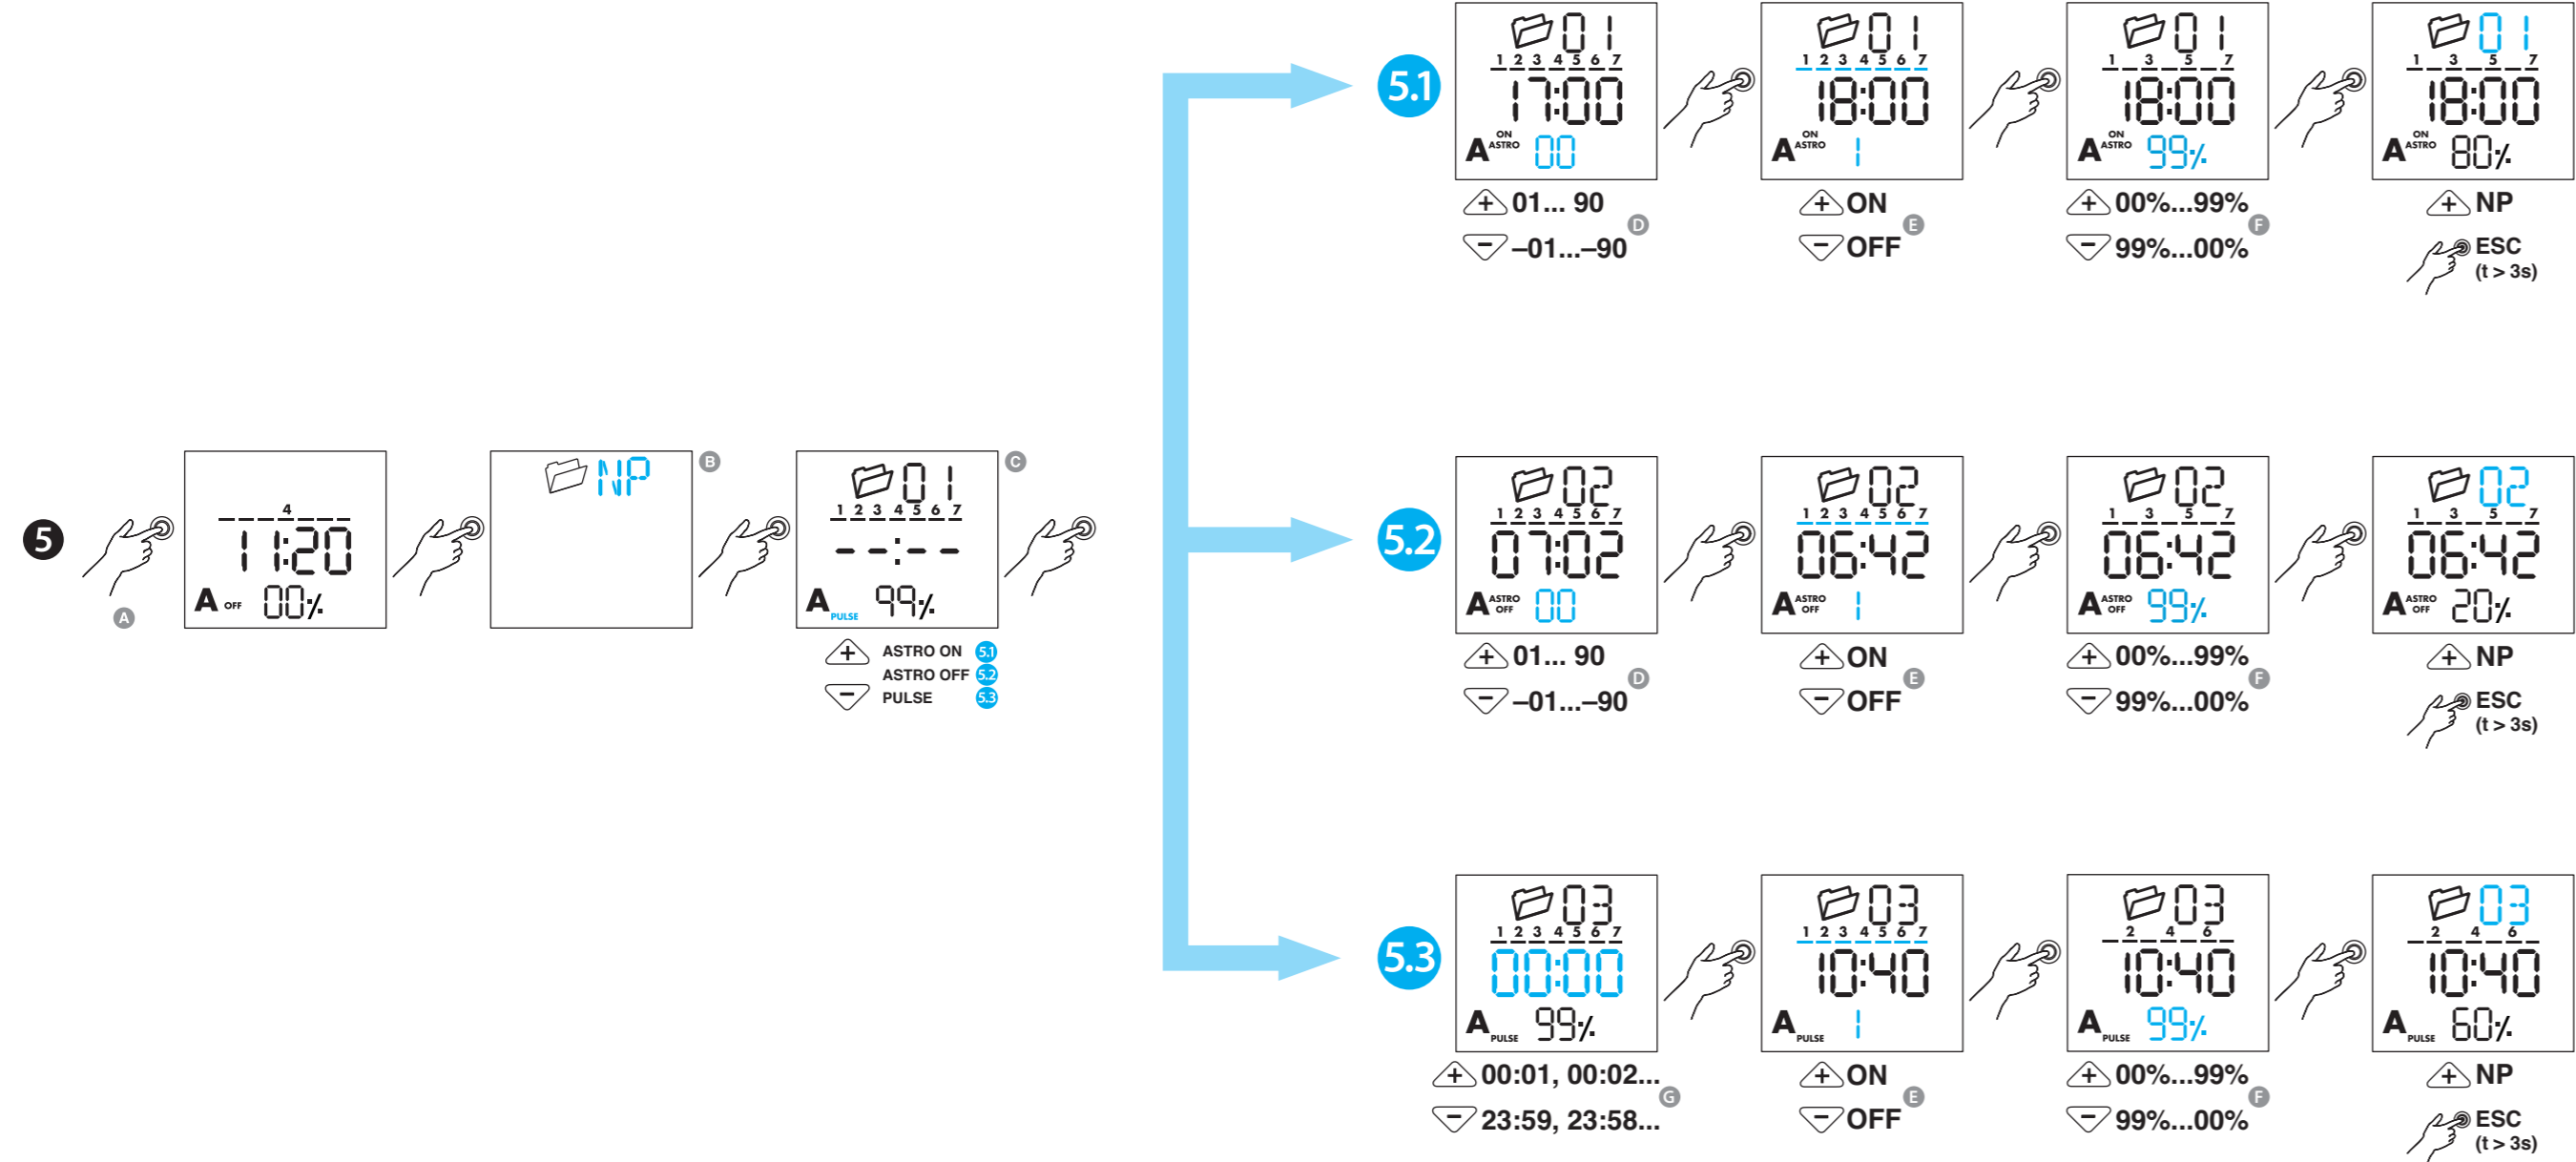 5
A
4
11:20
A OFF 00%
NP
B
01
1 2 3 4 5 6 7
--:--
A PULSE 99%
C
+ ASTRO ON 5.1
ASTRO OFF 5.2
− PULSE 5.3
5.1
01
1 2 3 4 5 6 7
17:00
A ON ASTRO 00
+ 01... 90
− –01...–90
D
01
1 2 3 4 5 6 7
18:00
A ON ASTRO 1
+ ON
− OFF
E
01
1 3 5 7
18:00
A ON ASTRO 99%
+ 00%...99%
− 99%...00%
F
01
1 3 5 7
18:00
A ON ASTRO 80%
+ NP
ESC
(t > 3s)
5.2
02
1 2 3 4 5 6 7
07:02
A ASTRO OFF 00
+ 01... 90
− –01...–90
D
02
1 2 3 4 5 6 7
06:42
A ASTRO OFF 1
+ ON
− OFF
E
02
1 3 5 7
06:42
A ASTRO OFF 99%
+ 00%...99%
− 99%...00%
F
02
1 3 5 7
06:42
A ASTRO OFF 20%
+ NP
ESC
(t > 3s)
5.3
03
1 2 3 4 5 6 7
00:00
A PULSE 99%
+ 00:01, 00:02...
− 23:59, 23:58...
G
03
1 2 3 4 5 6 7
10:40
A PULSE 1
+ ON
− OFF
E
03
2 4 6
10:40
A PULSE 99%
+ 00%...99%
− 99%...00%
F
03
2 4 6
10:40
A PULSE 60%
+ NP
ESC
(t > 3s)